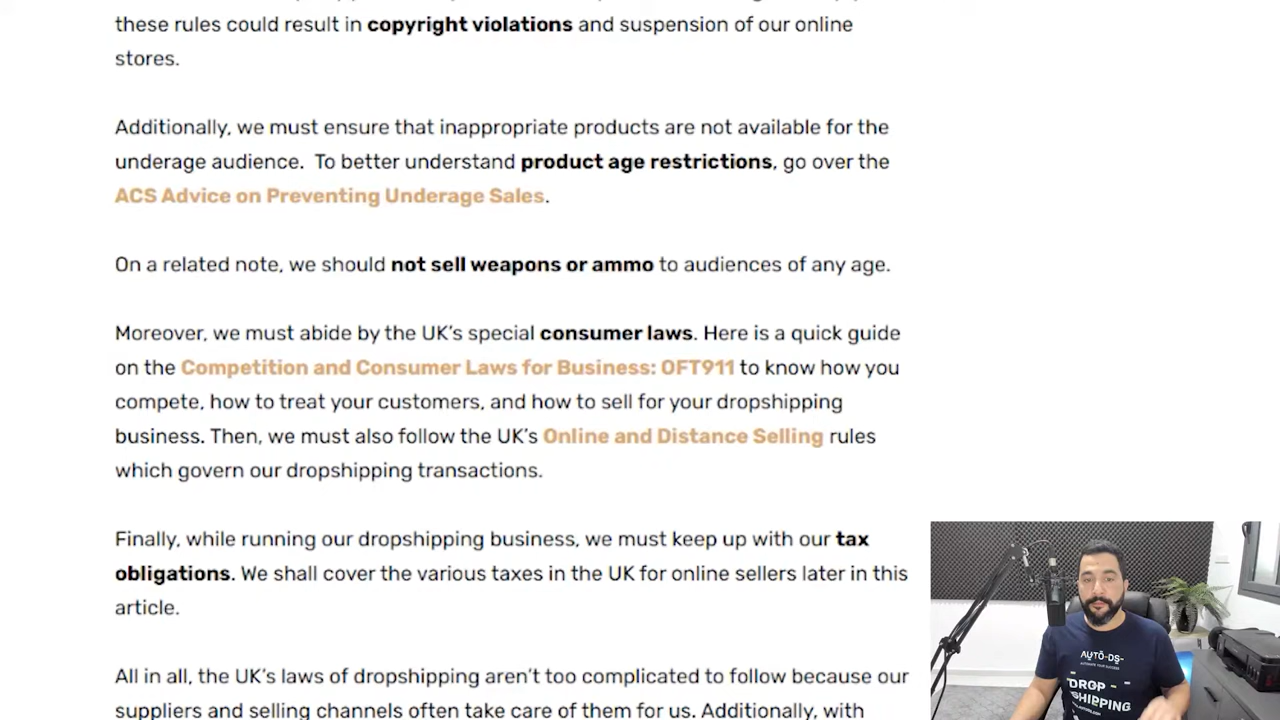 these rules could result in copyright violations and suspension of our online
stores.
Additionally, we must ensure that inappropriate products are not available for the
underage audience.  To better understand product age restrictions, go over the
ACS Advice on Preventing Underage Sales.
On a related note, we should not sell weapons or ammo to audiences of any age.
Moreover, we must abide by the UK’s special consumer laws. Here is a quick guide
on the Competition and Consumer Laws for Business: OFT911 to know how you
compete, how to treat your customers, and how to sell for your dropshipping
business. Then, we must also follow the UK’s Online and Distance Selling rules
which govern our dropshipping transactions.
Finally, while running our dropshipping business, we must keep up with our tax
obligations. We shall cover the various taxes in the UK for online sellers later in this
article.
All in all, the UK’s laws of dropshipping aren’t too complicated to follow because our
suppliers and selling channels often take care of them for us. Additionally, with
AUTO-DS-
DROP
SHIPPING